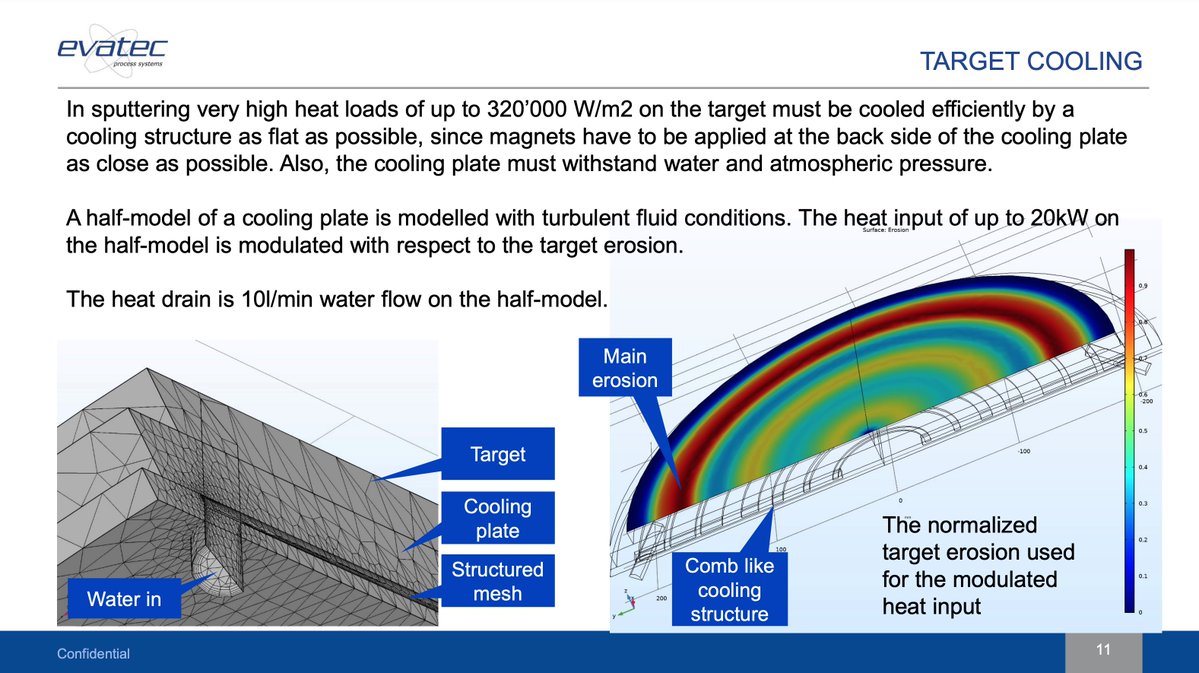 evatec
process systems
TARGET COOLING
In sputtering very high heat loads of up to 320’000 W/m2 on the target must be cooled efficiently by a
cooling structure as flat as possible, since magnets have to be applied at the back side of the cooling plate
as close as possible. Also, the cooling plate must withstand water and atmospheric pressure.
A half-model of a cooling plate is modelled with turbulent fluid conditions. The heat input of up to 20kW on
the half-model is modulated with respect to the target erosion.
The heat drain is 10l/min water flow on the half-model.
Surface: Erosion
Target
Cooling
plate
Structured
mesh
Water in
Main
erosion
Comb like
cooling
structure
0.9
0.8
0.7
0.6
0.5
0.4
0.3
0.2
0.1
0
-200
-100
0
100
200
z
x
y
The normalized
target erosion used
for the modulated
heat input
Confidential
11